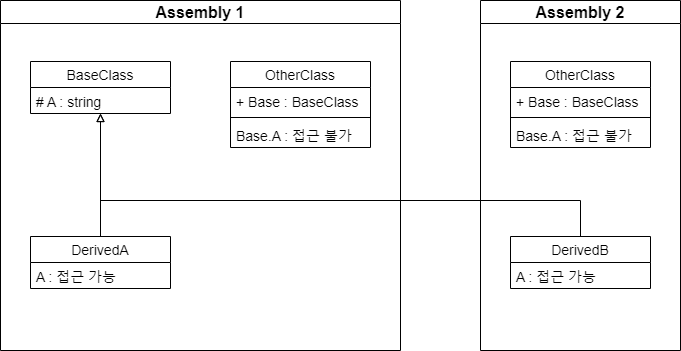 Assembly 1
BaseClass
# A : string
OtherClass
+ Base : BaseClass
Base.A : 접근 불가
DerivedA
A : 접근 가능
Assembly 2
OtherClass
+ Base : BaseClass
Base.A : 접근 불가
DerivedB
A : 접근 가능